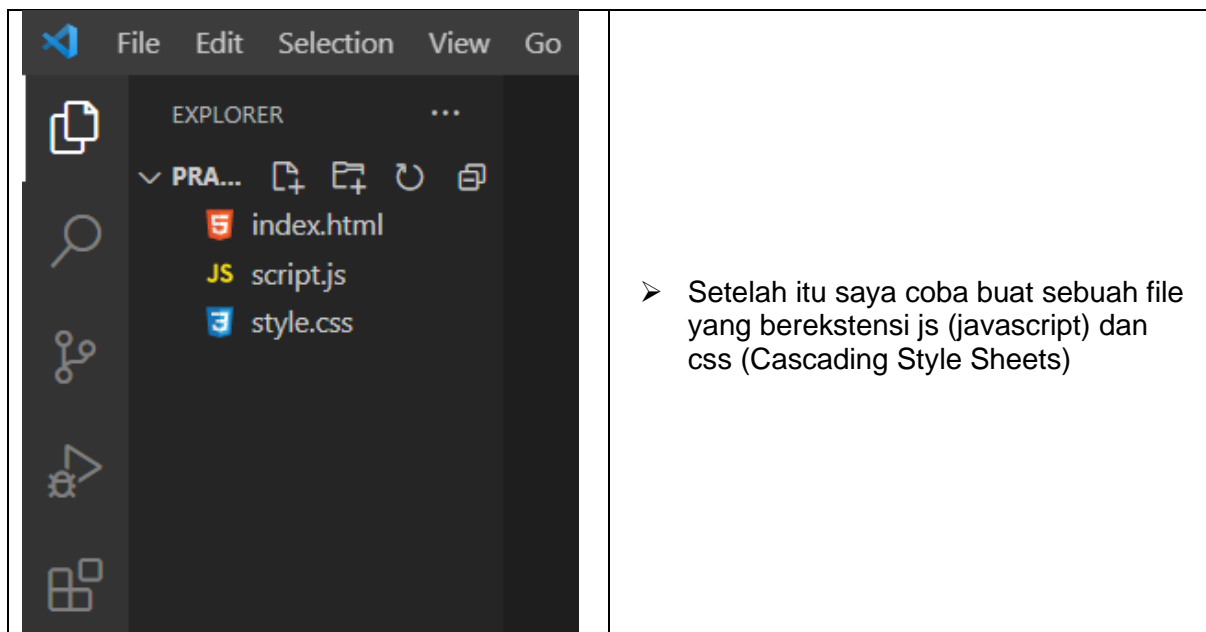 File Edit Selection View Go
EXPLORER ...
PRA...
index.html
JS script.js
style.css
➢ Setelah itu saya coba buat sebuah file
yang berekstensi js (javascript) dan
css (Cascading Style Sheets)